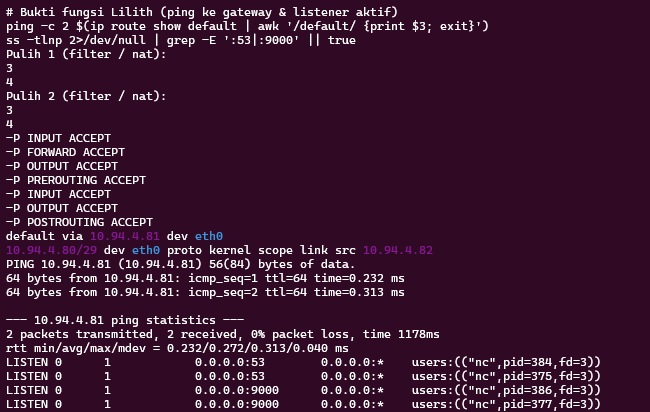 # Bukti fungsi Lilith (ping ke gateway & listener aktif)
ping -c 2 $(ip route show default | awk '/default/ {print $3; exit}')
ss -tlnp 2>/dev/null | grep -E ':53|:9000' || true
Pulih 1 (filter / nat):
3
4
Pulih 2 (filter / nat):
3
4
-P INPUT ACCEPT
-P FORWARD ACCEPT
-P OUTPUT ACCEPT
-P PREROUTING ACCEPT
-P INPUT ACCEPT
-P OUTPUT ACCEPT
-P POSTROUTING ACCEPT
default via 10.94.4.81 dev eth0
10.94.4.80/29 dev eth0 proto kernel scope link src 10.94.4.82
PING 10.94.4.81 (10.94.4.81) 56(84) bytes of data.
64 bytes from 10.94.4.81: icmp_seq=1 ttl=64 time=0.232 ms
64 bytes from 10.94.4.81: icmp_seq=2 ttl=64 time=0.313 ms
--- 10.94.4.81 ping statistics ---
2 packets transmitted, 2 received, 0% packet loss, time 1178ms
rtt min/avg/max/mdev = 0.232/0.272/0.313/0.040 ms
LISTEN 0 1 0.0.0.0:53 0.0.0.0:* users:(("nc",pid=384,fd=3))
LISTEN 0 1 0.0.0.0:53 0.0.0.0:* users:(("nc",pid=375,fd=3))
LISTEN 0 1 0.0.0.0:9000 0.0.0.0:* users:(("nc",pid=386,fd=3))
LISTEN 0 1 0.0.0.0:9000 0.0.0.0:* users:(("nc",pid=377,fd=3))